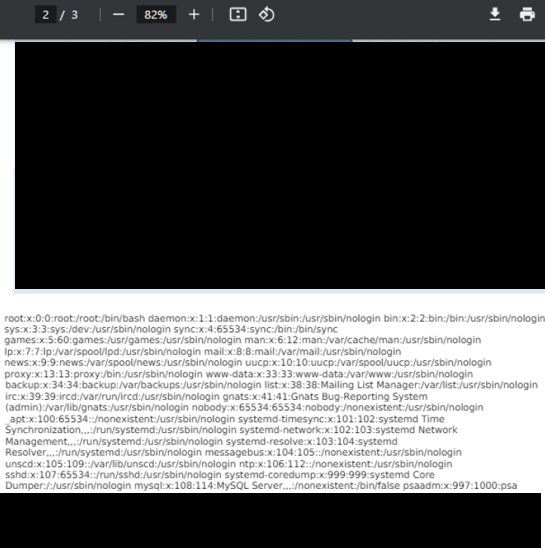 2 / 3 — 82% +
root:x:0:0:root:/root:/bin/bash daemon:x:1:1:daemon:/usr/sbin:/usr/sbin/nologin bin:x:2:2:bin:/bin:/usr/sbin/nologin
sys:x:3:3:sys:/dev:/usr/sbin/nologin sync:x:4:65534:sync:/bin:/bin/sync
games:x:5:60:games:/usr/games:/usr/sbin/nologin man:x:6:12:man:/var/cache/man:/usr/sbin/nologin
lp:x:7:7:lp:/var/spool/lpd:/usr/sbin/nologin mail:x:8:8:mail:/var/mail:/usr/sbin/nologin
news:x:9:9:news:/var/spool/news:/usr/sbin/nologin uucp:x:10:10:uucp:/var/spool/uucp:/usr/sbin/nologin
proxy:x:13:13:proxy:/bin:/usr/sbin/nologin www-data:x:33:33:www-data:/var/www:/usr/sbin/nologin
backup:x:34:34:backup:/var/backups:/usr/sbin/nologin list:x:38:38:Mailing List Manager:/var/list:/usr/sbin/nologin
irc:x:39:39:ircd:/var/run/ircd:/usr/sbin/nologin gnats:x:41:41:Gnats Bug-Reporting System
(admin):/var/lib/gnats:/usr/sbin/nologin nobody:x:65534:65534:nobody:/nonexistent:/usr/sbin/nologin
_apt:x:100:65534::/nonexistent:/usr/sbin/nologin systemd-timesync:x:101:102:systemd Time
Synchronization,,,:/run/systemd:/usr/sbin/nologin systemd-network:x:102:103:systemd Network
Management,,,:/run/systemd:/usr/sbin/nologin systemd-resolve:x:103:104:systemd
Resolver,,,:/run/systemd:/usr/sbin/nologin messagebus:x:104:105::/nonexistent:/usr/sbin/nologin
unscd:x:105:109::/var/lib/unscd:/usr/sbin/nologin ntp:x:106:112::/nonexistent:/usr/sbin/nologin
sshd:x:107:65534::/run/sshd:/usr/sbin/nologin systemd-coredump:x:999:999:systemd Core
Dumper:/:/usr/sbin/nologin mysql:x:108:114:MySQL Server,,,:/nonexistent:/bin/false psaadm:x:997:1000:psa